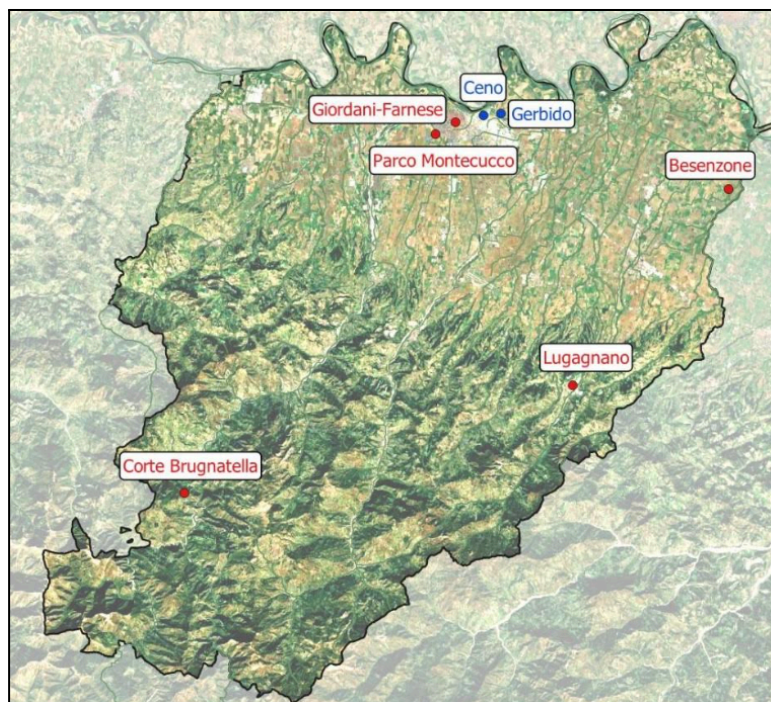 Ceno
Giordani-Farnese
Gerbido
Parco Montecucco
Besenzone
Lugagnano
Corte Brugnatella